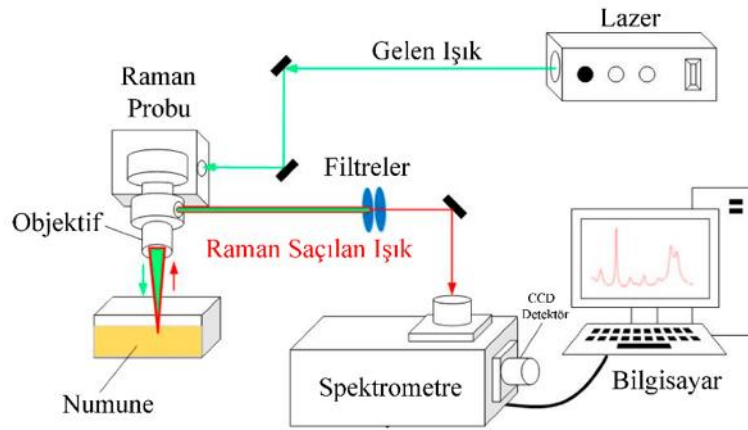 Lazer
Gelen Işık
Raman
Probu
Filtreler
Objektif
Raman Saçılan Işık
CCD
Detektör
Spektrometre
Bilgisayar
Numune